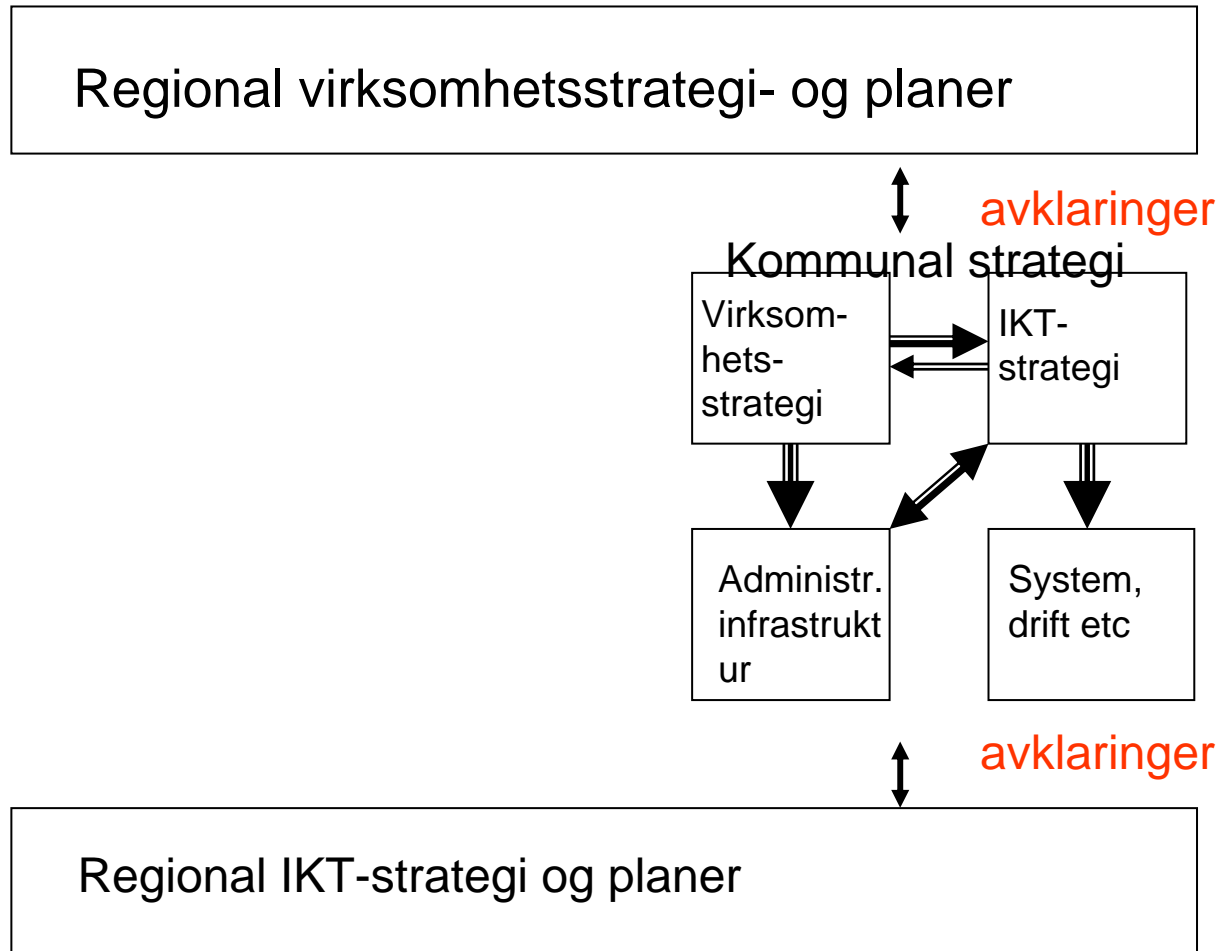 Regional virksomhetsstrategi- og planer
avklaringer
Kommunal strategi
Virksom-
hets-
strategi
IKT-
strategi
Administr.
infrastrukt
ur
System,
drift etc
avklaringer
Regional IKT-strategi og planer